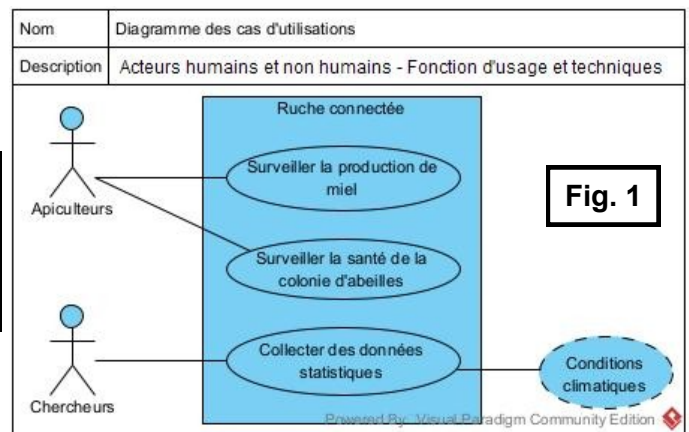 Nom
Diagramme des cas d'utilisations
Description
Acteurs humains et non humains - Fonction d'usage et techniques
Ruche connectée
Surveiller la production de
miel
Apiculteurs
Fig. 1
Surveiller la santé de la
colonie d'abeilles
Collecter des données
statistiques
Conditions
climatiques
Chercheurs
Powered By Visual Paradigm Community Edition